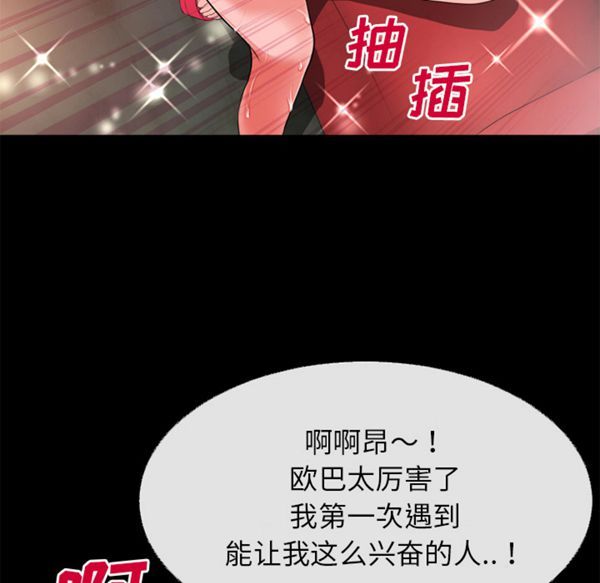 抽
插
啊啊昂～！
欧巴太厉害了
我第一次遇到
能让我这么兴奋的人..！
啊